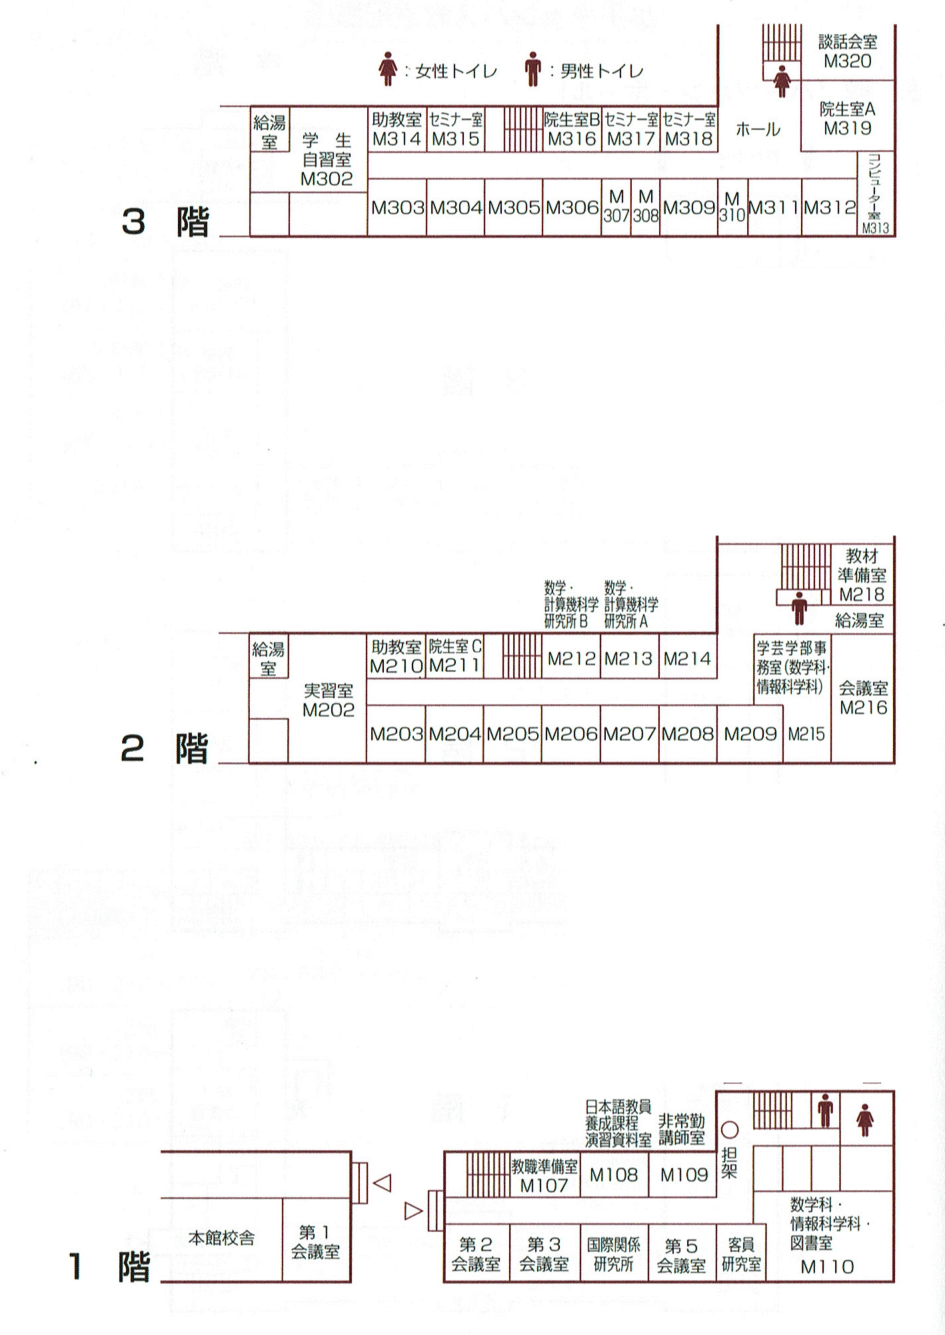 ：女性トイレ
：男性トイレ
談話会室
M320
院生室A
M319
ホール
給湯
室
学　生
自習室
M302
助教室
M314
セミナー室
M315
院生室B
M316
セミナー室
M317
セミナー室
M318
コンピューター室
M313
3　階
M303
M304
M305
M306
M
307
M
308
M309
M
310
M311
M312
教材
準備室
M218
給湯室
数学・
計算幾科学
研究所 B
数学・
計算幾科学
研究所 A
給湯
室
実習室
M202
助教室
M210
院生室 C
M211
M212
M213
M214
学芸学部事
務室（数学科・
情報科学科）
M215
会議室
M216
2　階
M203
M204
M205
M206
M207
M208
M209
日本語教員
養成課程
演習資料室
非常勤
講師室
担架
教職準備室
M107
M108
M109
数学科・
情報科学科・
図書室
M110
1　階
本館校舎
第 1
会議室
第 2
会議室
第 3
会議室
国際関係
研究所
第 5
会議室
客員
研究室